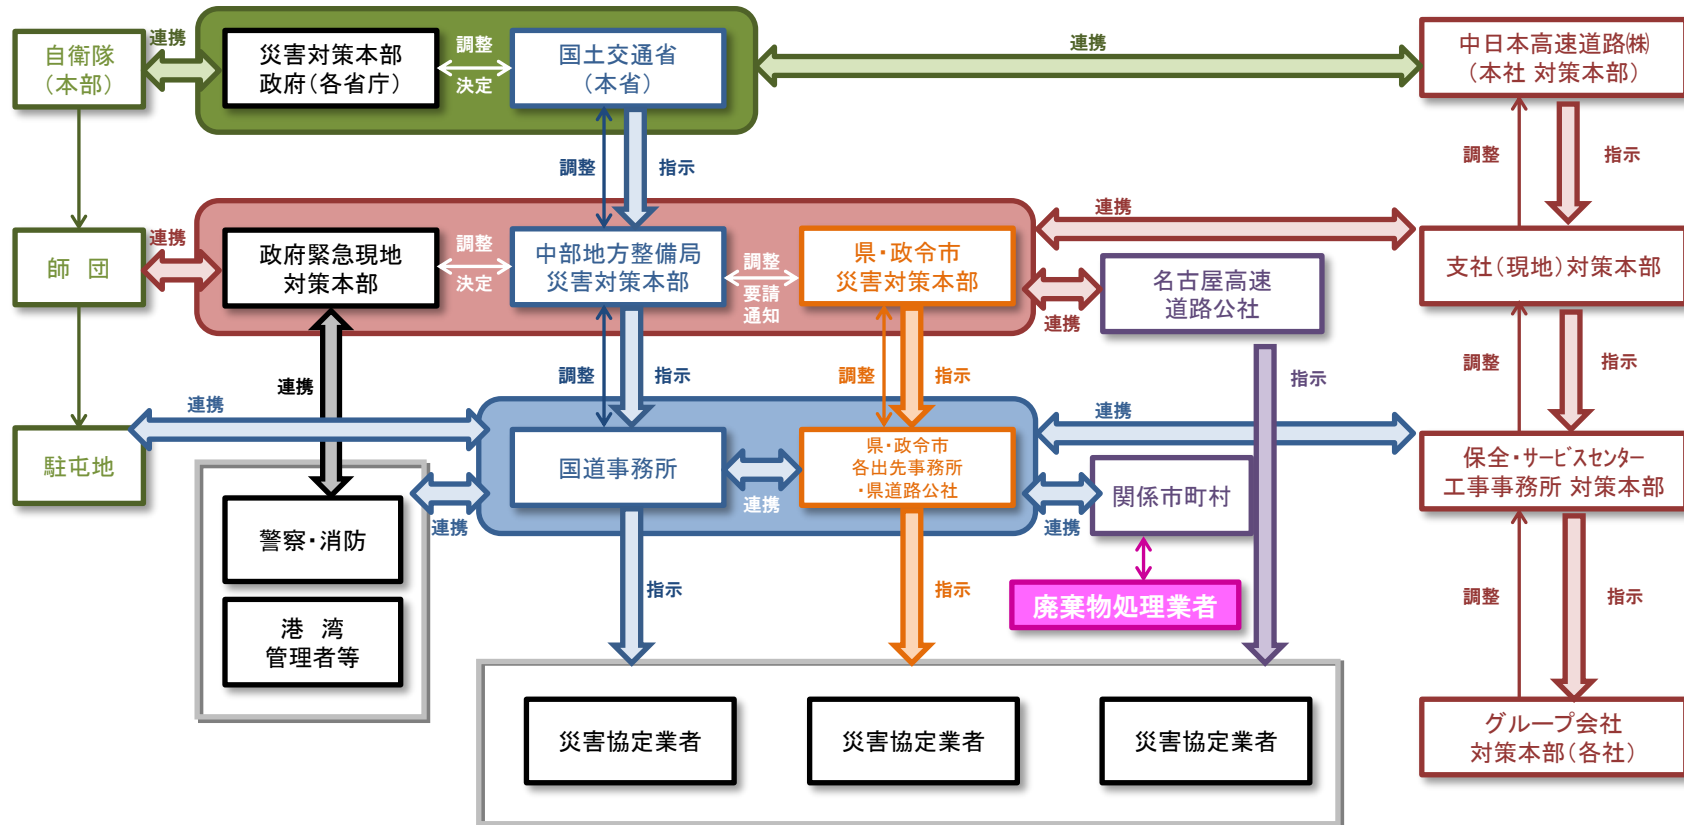 自衛隊
(本部)
連携
災害対策本部
政府(各省庁)
調整
決定
国土交通省
(本省)
連携
中日本高速道路㈱
(本社 対策本部)
調整
指示
調整
指示
師 団
連携
政府緊急現地
対策本部
調整
決定
中部地方整備局
災害対策本部
調整
要請
通知
県・政令市
災害対策本部
連携
連携
名古屋高速
道路公社
支社(現地)対策本部
連携
調整
指示
調整
指示
指示
調整
指示
連携
連携
駐屯地
国道事務所
連携
県・政令市
各出先事務所
・県道路公社
連携
連携
関係市町村
保全・サービスセンター
工事事務所 対策本部
連携
警察・消防
港 湾
管理者等
指示
指示
廃棄物処理業者
調整
指示
災害協定業者
災害協定業者
災害協定業者
グループ会社
対策本部(各社)